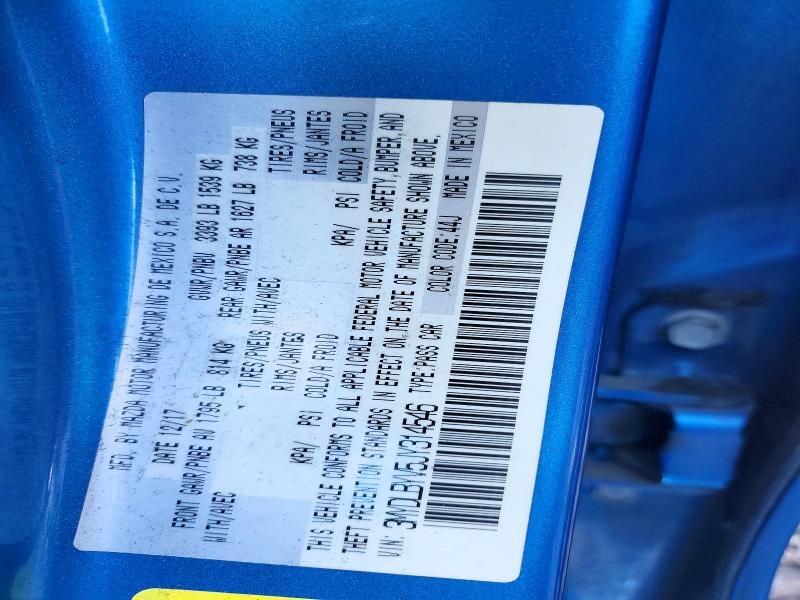 MFD. BY MAZDA MOTOR MANUFACTURING DE MEXICO S.A. DE C.V.
DATE 12/17 GVWR/PNBV 3393 LB 1539 KG
FRONT GAWR/PNBE AV 1795 LB 814 KG REAR GAWR/PNBE AR 1627 LB 738 KG
WITH/AVEC TIRES/PNEUS WITH/AVEC TIRES/PNEUS
RIMS/JANTES RIMS/JANTES
KPA/ PSI COLD/A FROID KPA/ PSI COLD/A FROID
THIS VEHICLE CONFORMS TO ALL APPLICABLE FEDERAL MOTOR VEHICLE SAFETY, BUMPER, AND
THEFT PREVENTION STANDARDS IN EFFECT ON THE DATE OF MANUFACTURE SHOWN ABOVE.
VIN: 3MYDLBYV5JY314546 TYPE:PASS CAR COLOR CODE:44J MADE IN MEXICO